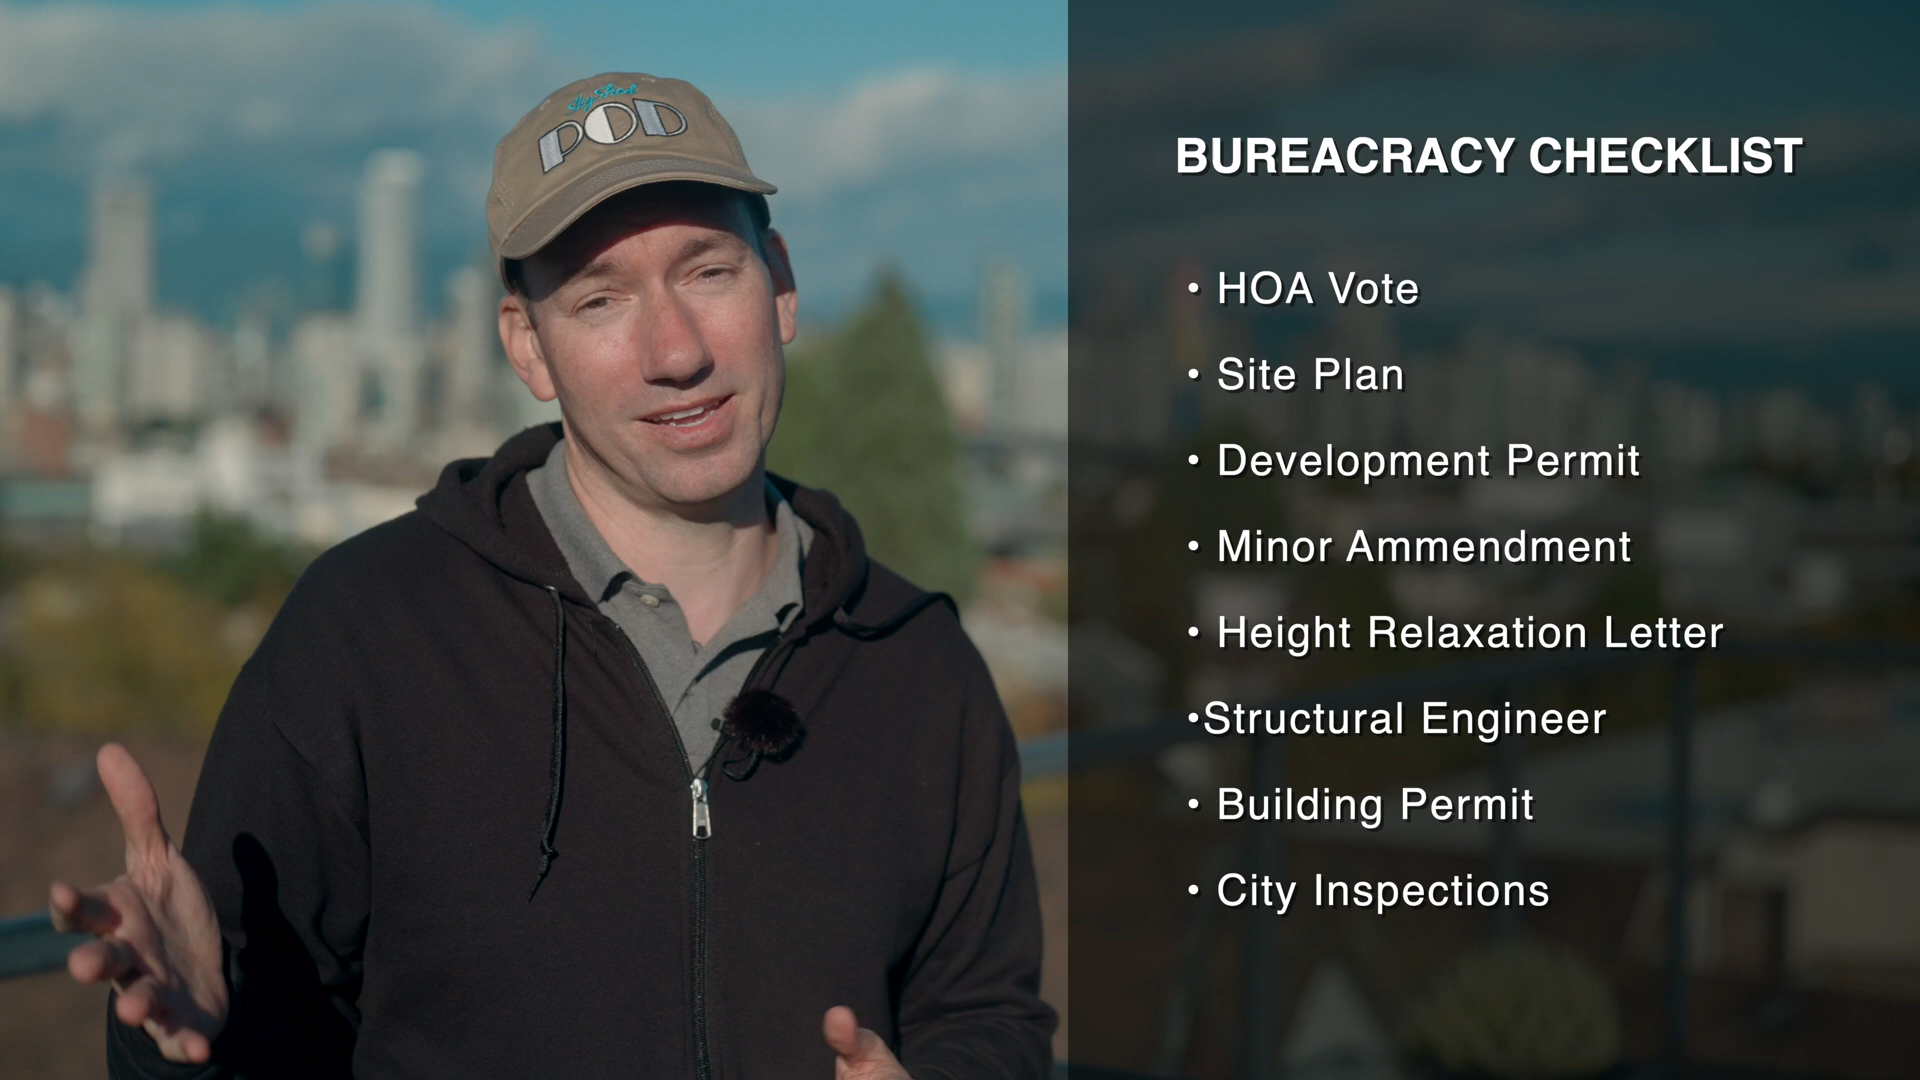 POD
BUREACRACY CHECKLIST
• HOA Vote
• Site Plan
• Development Permit
• Minor Ammendment
• Height Relaxation Letter
•Structural Engineer
• Building Permit
• City Inspections